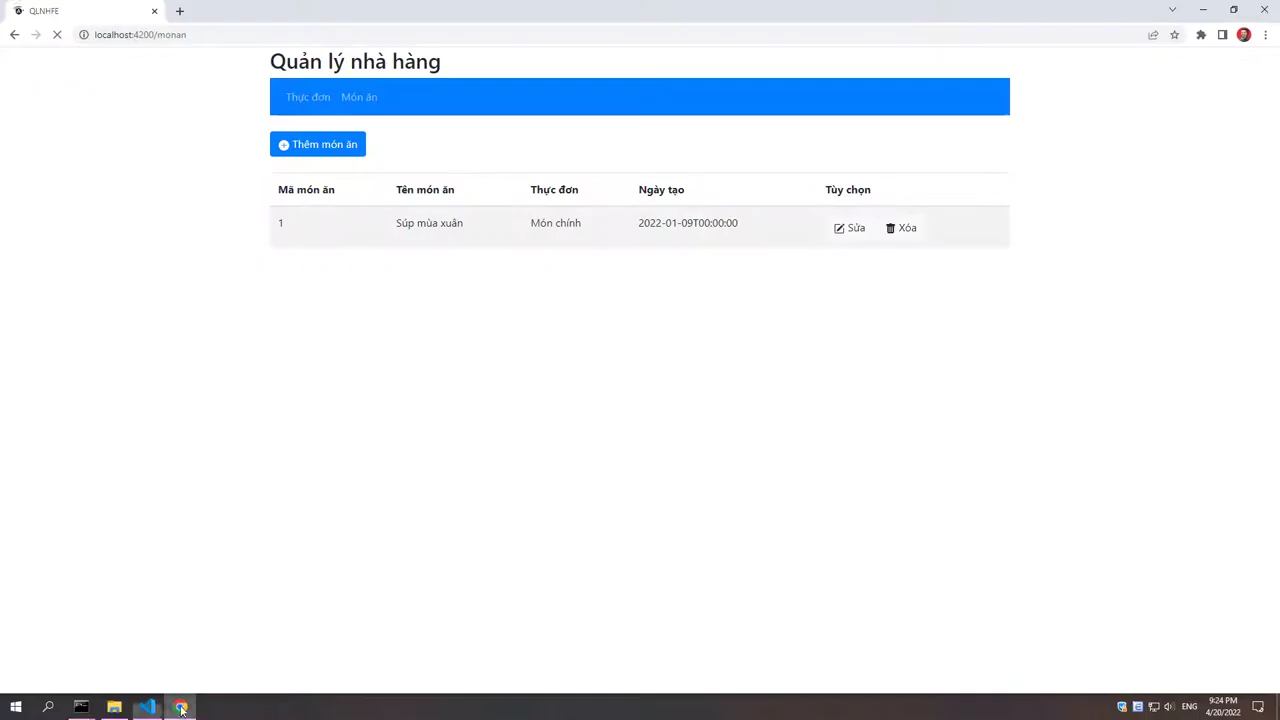 QLNHFE
localhost:4200/monan
Quản lý nhà hàng
Thực đơn Món ăn
Thêm món ăn
Mã món ăn Tên món ăn Thực đơn Ngày tạo Tùy chọn
1 Súp mùa xuân Món chính 2022-01-09T00:00:00 Sửa Xóa
ENG
9:24 PM
4/20/2022